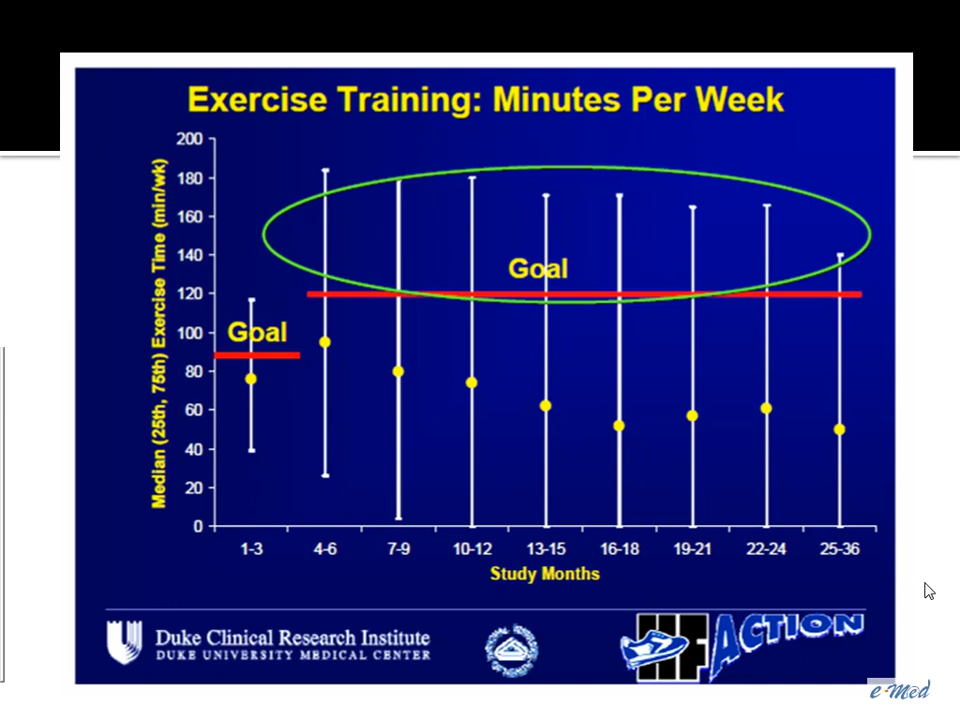 Exercise Training: Minutes Per Week
Median (25th, 75th) Exercise Time (min/wk)
200
180
160
140
120
100
80
60
40
20
0
Goal
Goal
1-3
4-6
7-9
10-12
13-15
16-18
19-21
22-24
25-36
Study Months
Duke Clinical Research Institute
DUKE UNIVERSITY MEDICAL CENTER
HF ACTION
e-Med